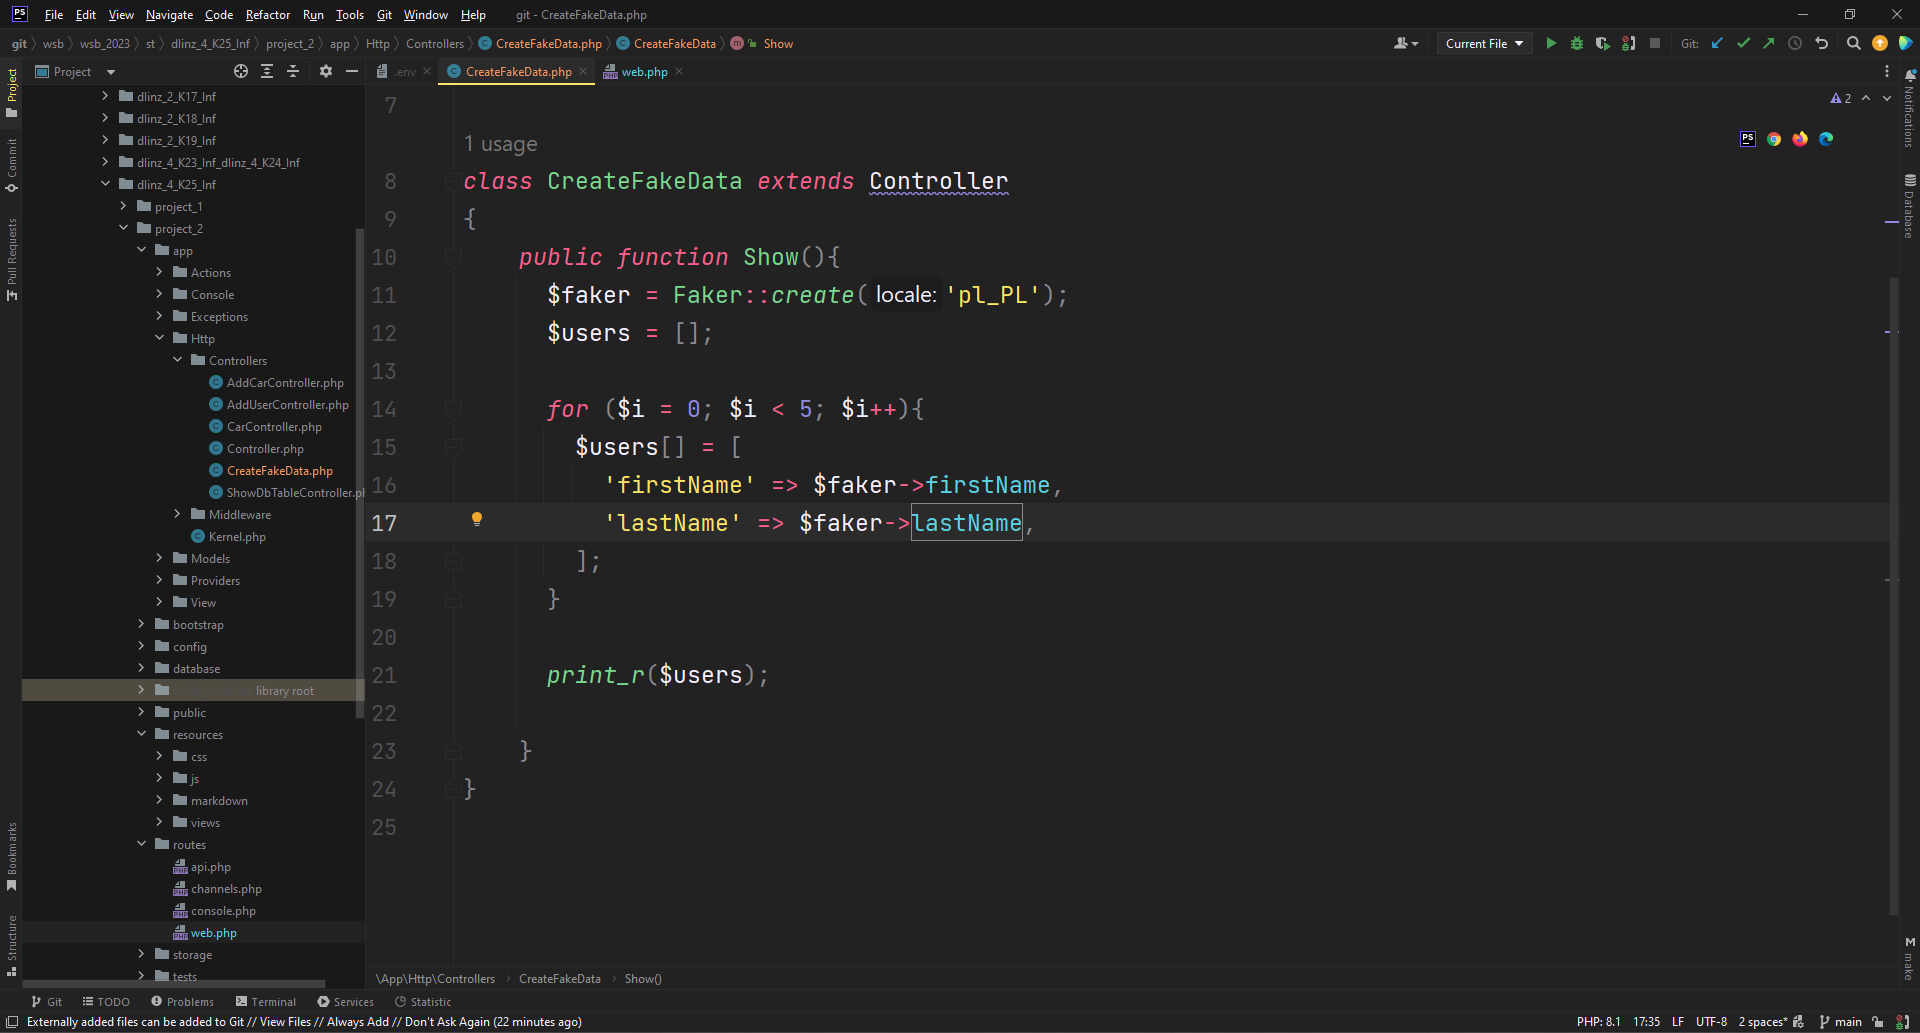 File Edit View Navigate Code Refactor Run Tools Git Window Help git - CreateFakeData.php
git wsb wsb_2023 st dlinz_4_K25_Inf project_2 app Http Controllers CreateFakeData.php CreateFakeData m Show Current File Git:
Project
.env CreateFakeData.php web.php
Project
Commit
Pull Requests
Bookmarks
Structure
dlinz_2_K17_Inf
dlinz_2_K18_Inf
dlinz_2_K19_Inf
dlinz_4_K23_Inf_dlinz_4_K24_Inf
dlinz_4_K25_Inf
project_1
project_2
app
Actions
Console
Exceptions
Http
Controllers
AddCarController.php
AddUserController.php
CarController.php
Controller.php
CreateFakeData.php
ShowDbTableController.ph
Middleware
Kernel.php
Models
Providers
View
bootstrap
config
database
library root
public
resources
css
js
markdown
views
routes
api.php
channels.php
console.php
web.php
storage
tests
2
7
1 usage
8 class CreateFakeData extends Controller
9 {
10 public function Show(){
11 $faker = Faker::create( locale: 'pl_PL');
12 $users = [];
13
14 for ($i = 0; $i < 5; $i++){
15 $users[] = [
16 'firstName' => $faker->firstName,
17 'lastName' => $faker->lastName,
18 ];
19 }
20
21 print_r($users);
22
23 }
24 }
25
Notifications
Database
make
\App\Http\Controllers CreateFakeData Show()
Git TODO Problems Terminal Services Statistic
Externally added files can be added to Git // View Files // Always Add // Don't Ask Again (22 minutes ago) PHP: 8.1 17:35 LF UTF-8 2 spaces* main